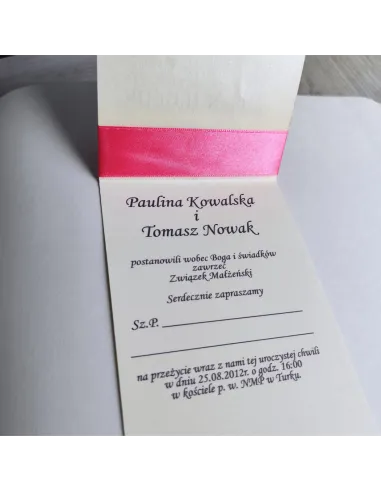 Paulina Kowalska
i
Tomasz Nowak
postanowili wobec Boga i świadków
zawrzeć
Związek Małżeński
Serdecznie zapraszamy
Sz.P.
na przeżycie wraz z nami tej uroczystej chwili
w dniu 25.08.2012r. o godz. 16:00
w kościele p. w. NMP w Turku.